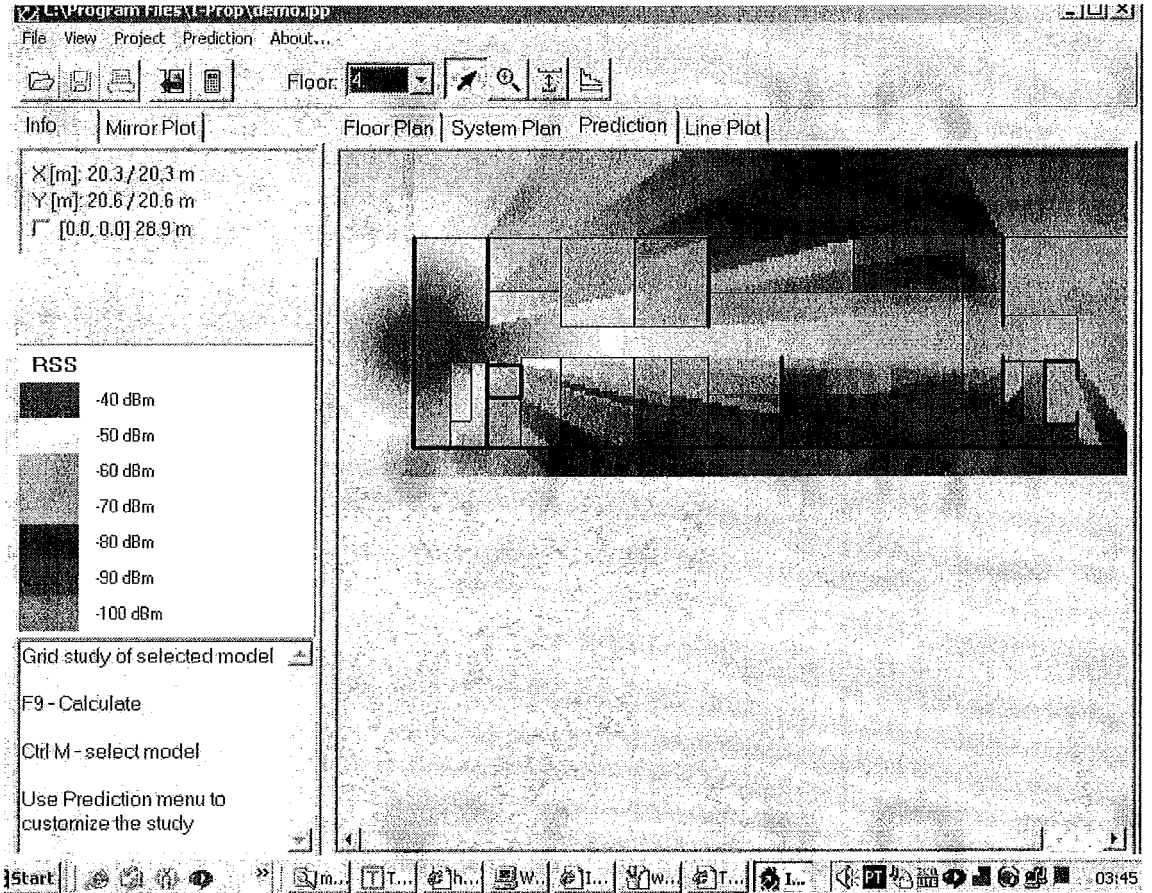 C:\Program Files\I-Prop\demo.ipp
File View Project Prediction About...
Floor: 4
Info Mirror Plot
Floor Plan System Plan Prediction Line Plot
X [m]: 20.3 / 20.3 m
Y [m]: 20.6 / 20.6 m
[0.0, 0.0] 28.9 m
RSS
-40 dBm
-50 dBm
-60 dBm
-70 dBm
-80 dBm
-90 dBm
-100 dBm
Grid study of selected model
F9 - Calculate
Ctrl M - select model
Use Prediction menu to
customize the study
Start m... T... h... W... I... w... T... I... PT 03:45